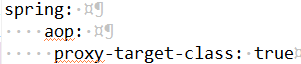 spring:
    aop:
     proxy-target-class: true